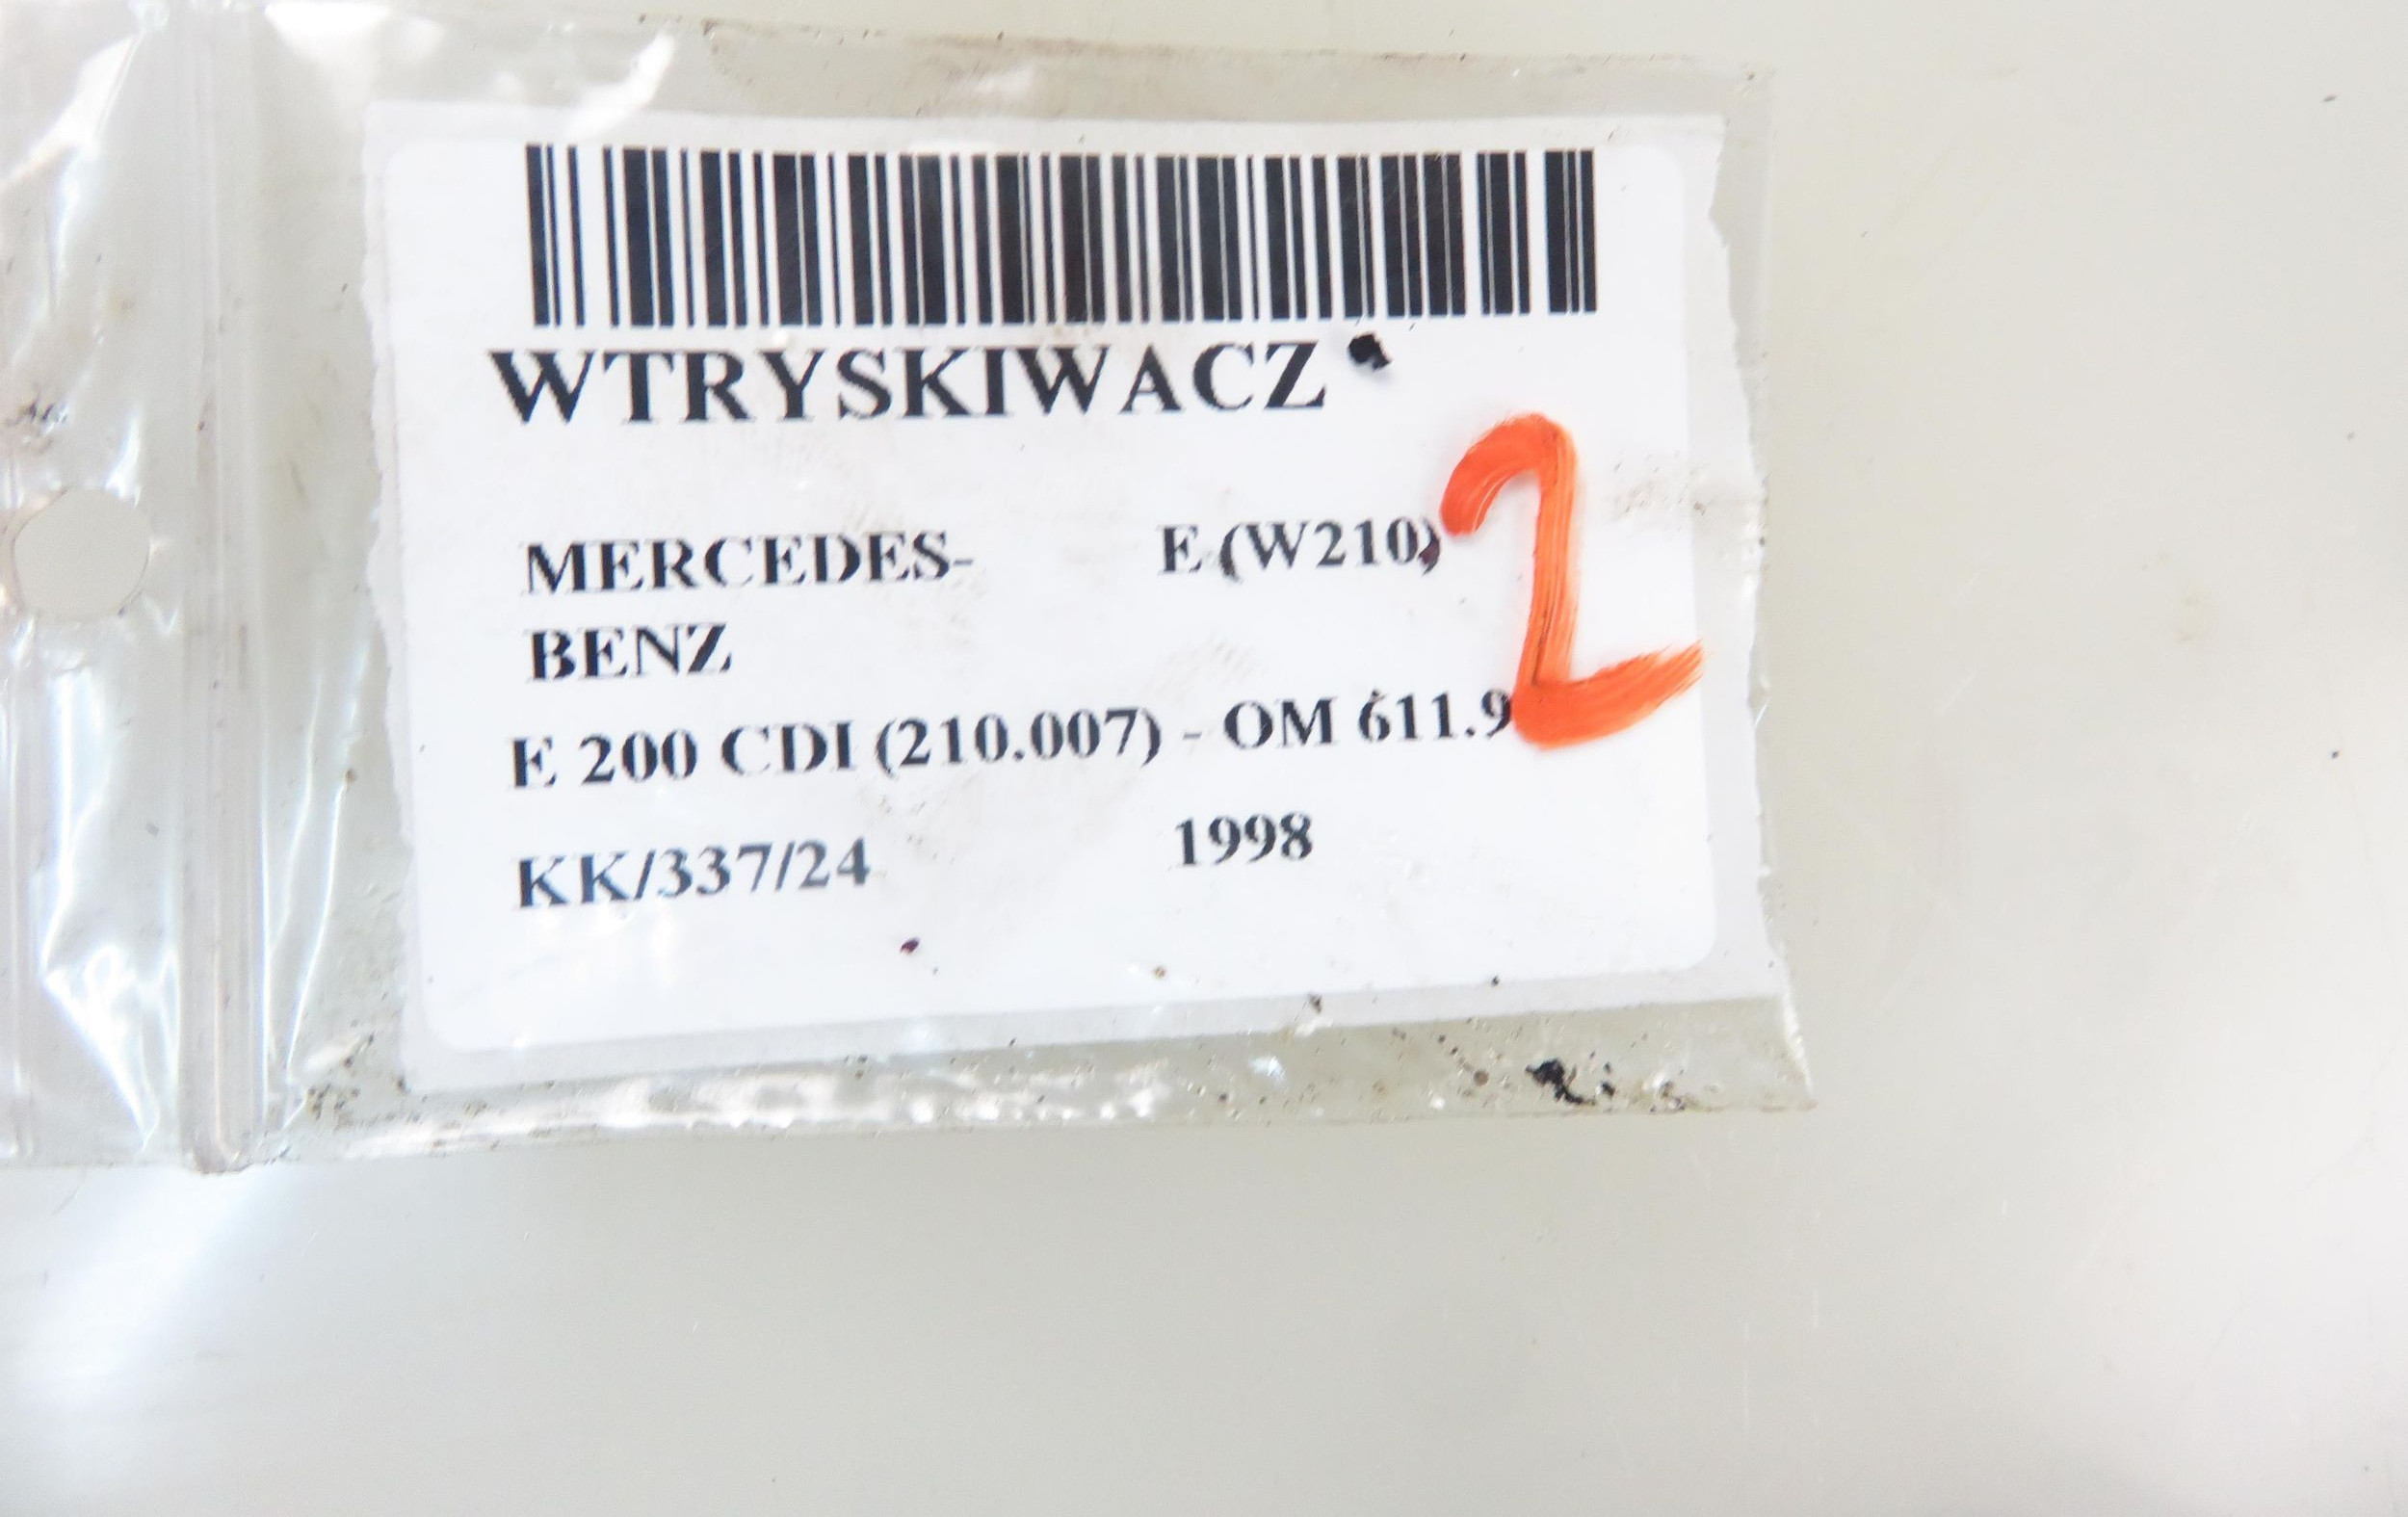 WTRYSKIWACZ
2
MERCEDES- E (W210)
BENZ
E 200 CDI (210.007) - OM 611.9
KK/337/24 1998